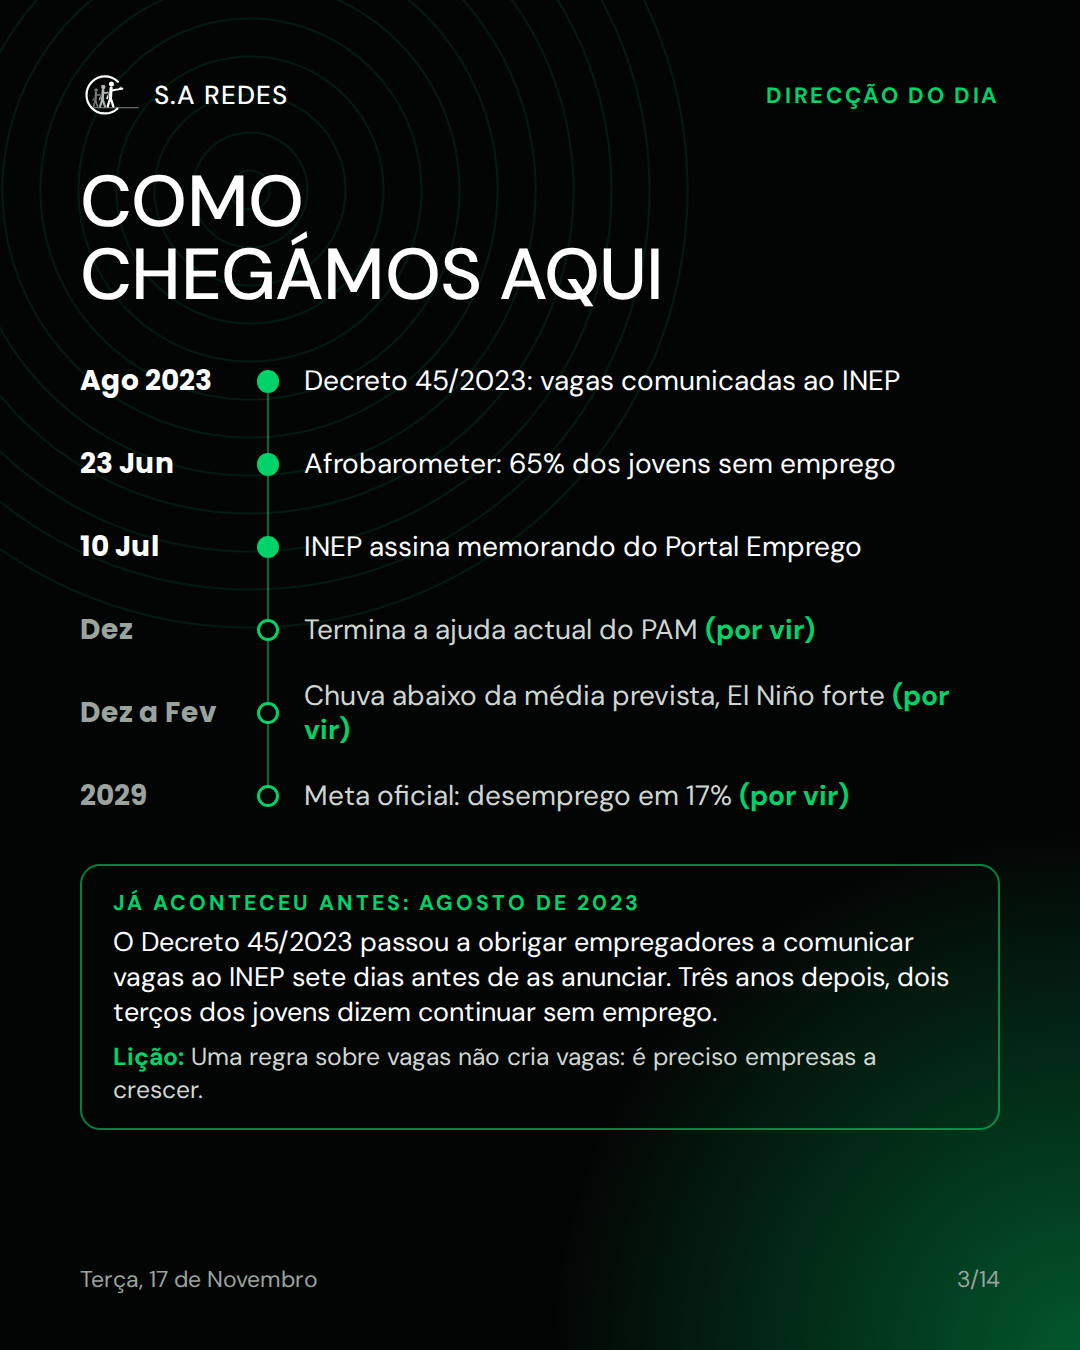 S.A REDES
DIRECÇÃO DO DIA
COMO
CHEGÁMOS AQUI
Ago 2023 Decreto 45/2023: vagas comunicadas ao INEP
23 Jun Afrobarometer: 65% dos jovens sem emprego
10 Jul INEP assina memorando do Portal Emprego
Dez Termina a ajuda actual do PAM (por vir)
Dez a Fev Chuva abaixo da média prevista, El Niño forte (por
vir)
2029 Meta oficial: desemprego em 17% (por vir)
JÁ ACONTECEU ANTES: AGOSTO DE 2023
O Decreto 45/2023 passou a obrigar empregadores a comunicar
vagas ao INEP sete dias antes de as anunciar. Três anos depois, dois
terços dos jovens dizem continuar sem emprego.
Lição: Uma regra sobre vagas não cria vagas: é preciso empresas a
crescer.
Terça, 17 de Novembro
3/14